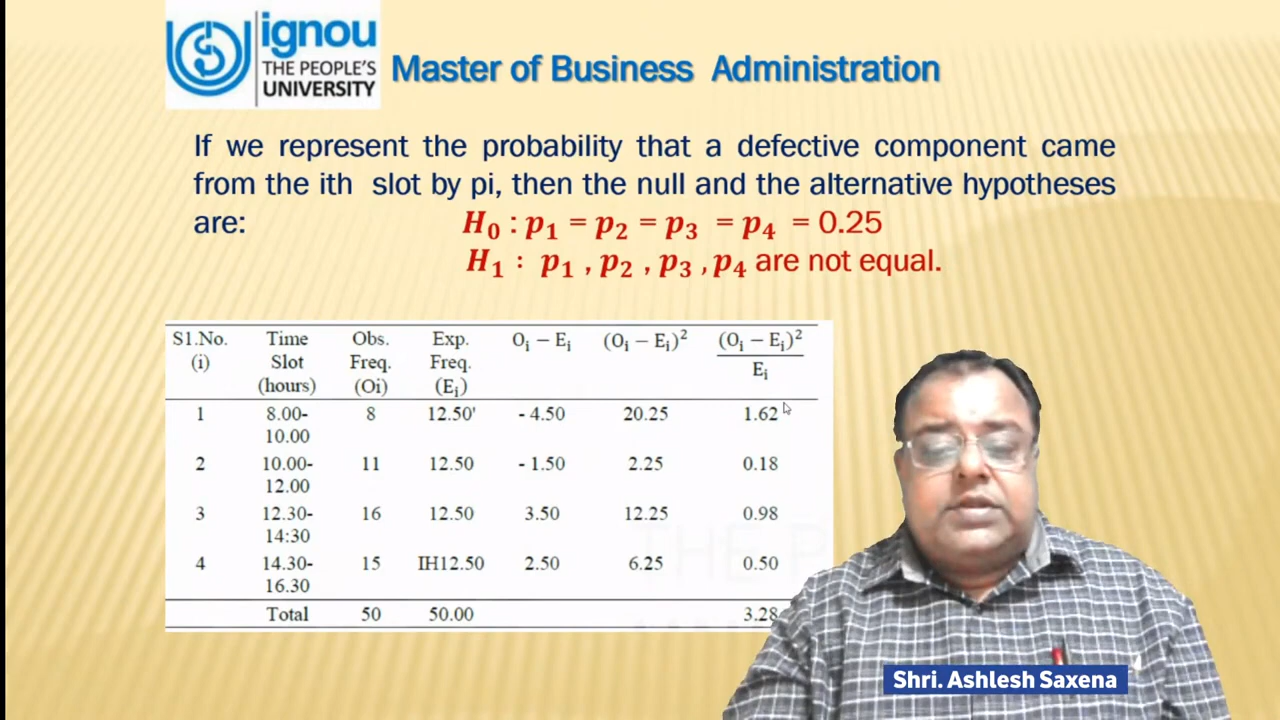 ignou
THE PEOPLE'S
UNIVERSITY
Master of Business Administration
If we represent the probability that a defective component came
from the ith slot by pi, then the null and the alternative hypotheses
are: H₀ : p₁ = p₂ = p₃ = p₄ = 0.25
H₁ : p₁ , p₂ , p₃ , p₄ are not equal.
S1.No. Time Obs. Exp. Oᵢ − Eᵢ (Oᵢ − Eᵢ)² (Oᵢ − Eᵢ)²
(i) Slot Freq. Freq. Eᵢ
(hours) (Oi) (Eᵢ)
1 8.00- 8 12.50' - 4.50 20.25 1.62
10.00
2 10.00- 11 12.50 - 1.50 2.25 0.18
12.00
3 12.30- 16 12.50 3.50 12.25 0.98
14:30
4 14.30- 15 IH12.50 2.50 6.25 0.50
16.30
Total 50 50.00 3.28
THE P
Shri. Ashlesh Saxena